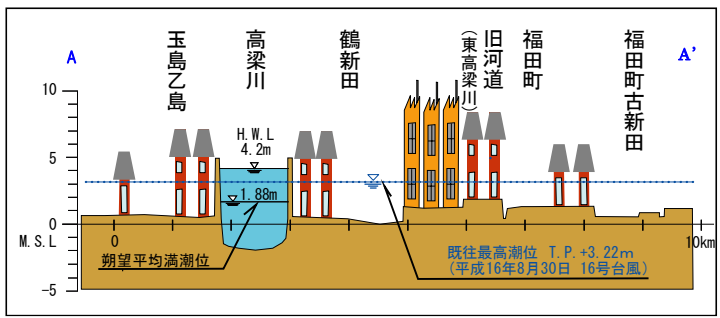 A
玉島乙島
高梁川
鶴新田
(東高梁川)
旧河道
福田町
福田町古新田
A'
10
5
0
-5
M.S.L
H.W.L
4.2m
1.88m
0
10km
朔望平均満潮位
既往最高潮位 T.P.+3.22m
(平成16年8月30日 16号台風)